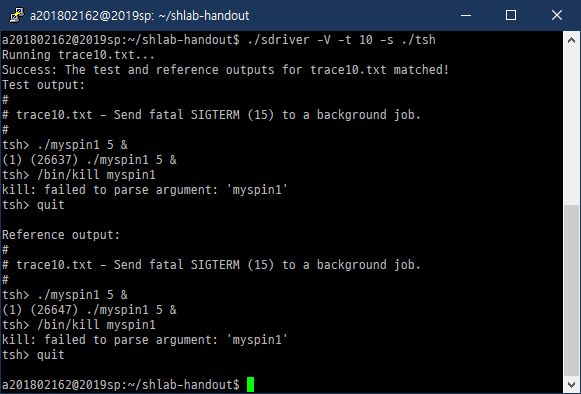 a201802162@2019sp: ~/shlab-handout
a201802162@2019sp:~/shlab-handout$ ./sdriver -V -t 10 -s ./tsh
Running trace10.txt...
Success: The test and reference outputs for trace10.txt matched!
Test output:
#
# trace10.txt - Send fatal SIGTERM (15) to a background job.
#
tsh> ./myspin1 5 &
(1) (26637) ./myspin1 5 &
tsh> /bin/kill myspin1
kill: failed to parse argument: 'myspin1'
tsh> quit

Reference output:
#
# trace10.txt - Send fatal SIGTERM (15) to a background job.
#
tsh> ./myspin1 5 &
(1) (26647) ./myspin1 5 &
tsh> /bin/kill myspin1
kill: failed to parse argument: 'myspin1'
tsh> quit

a201802162@2019sp:~/shlab-handout$